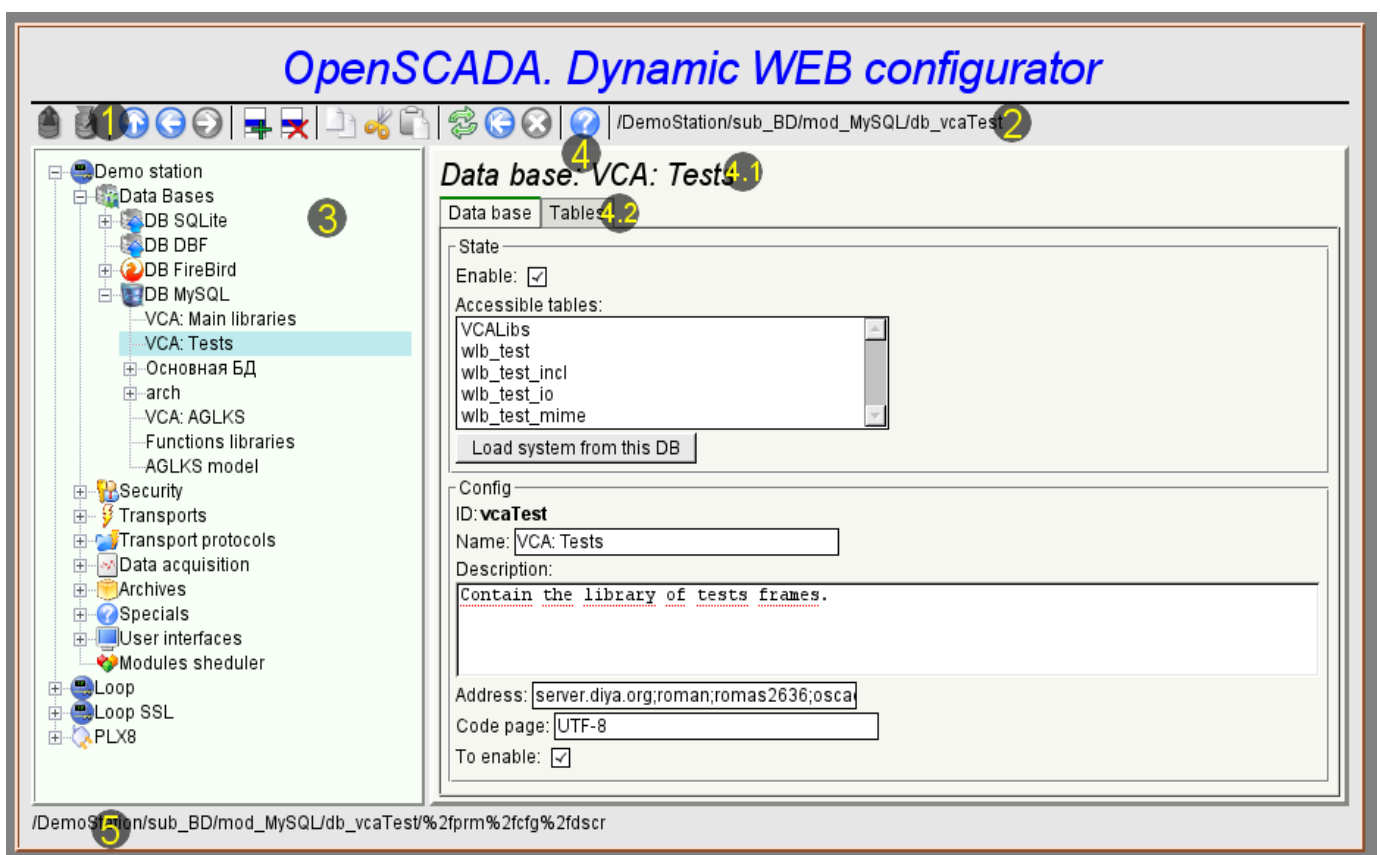 OpenSCADA. Dynamic WEB configurator
1 /DemoStation/sub_BD/mod_MySQL/db_vcaTest 2
4
Demo station
Data Bases
DB SQLite
3
DB DBF
DB FireBird
DB MySQL
VCA: Main libraries
VCA: Tests
Основная БД
arch
VCA: AGLKS
Functions libraries
AGLKS model
Security
Transports
Transport protocols
Data acquisition
Archives
Specials
User interfaces
Modules sheduler
Loop
Loop SSL
PLX8
Data base: VCA: Tests 4.1
Data base Tables 4.2
State
Enable:
Accessible tables:
VCALibs
wlb_test
wlb_test_incl
wlb_test_io
wlb_test_mime
Load system from this DB
Config
ID: vcaTest
Name: VCA: Tests
Description:
Contain the library of tests frames.
Address: server.diya.org;roman;romas2636;osca
Code page: UTF-8
To enable:
/DemoStation/sub_BD/mod_MySQL/db_vcaTest/%2fprm%2fcfg%2fdscr
5